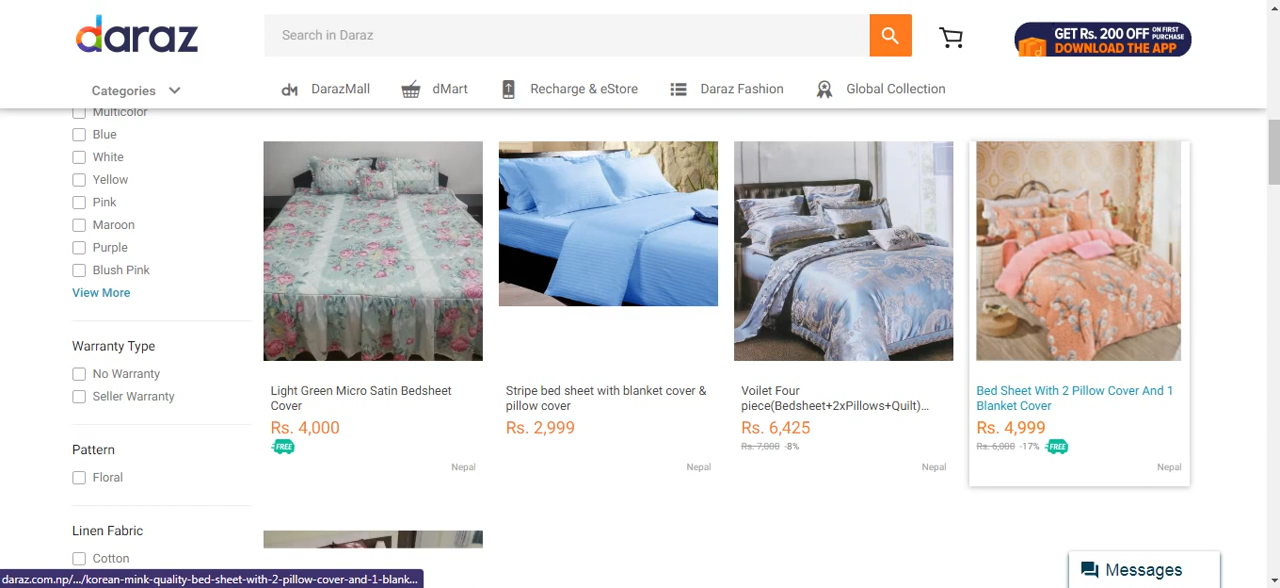 daraz
Search in Daraz
GET Rs. 200 OFF ON FIRST PURCHASE
DOWNLOAD THE APP
Categories
DarazMall
dMart
Recharge & eStore
Daraz Fashion
Global Collection
Multicolor
Blue
White
Yellow
Pink
Maroon
Purple
Blush Pink
View More
Warranty Type
No Warranty
Seller Warranty
Pattern
Floral
Linen Fabric
Cotton
Light Green Micro Satin Bedsheet
Cover
Rs. 4,000
FREE
Nepal
Stripe bed sheet with blanket cover &
pillow cover
Rs. 2,999
Nepal
Voilet Four
piece(Bedsheet+2xPillows+Quilt)...
Rs. 6,425
Rs. 7,000 -8%
Nepal
Bed Sheet With 2 Pillow Cover And 1
Blanket Cover
Rs. 4,999
Rs. 6,000 -17% FREE
Nepal
daraz.com.np/.../korean-mink-quality-bed-sheet-with-2-pillow-cover-and-1-blank...
Messages